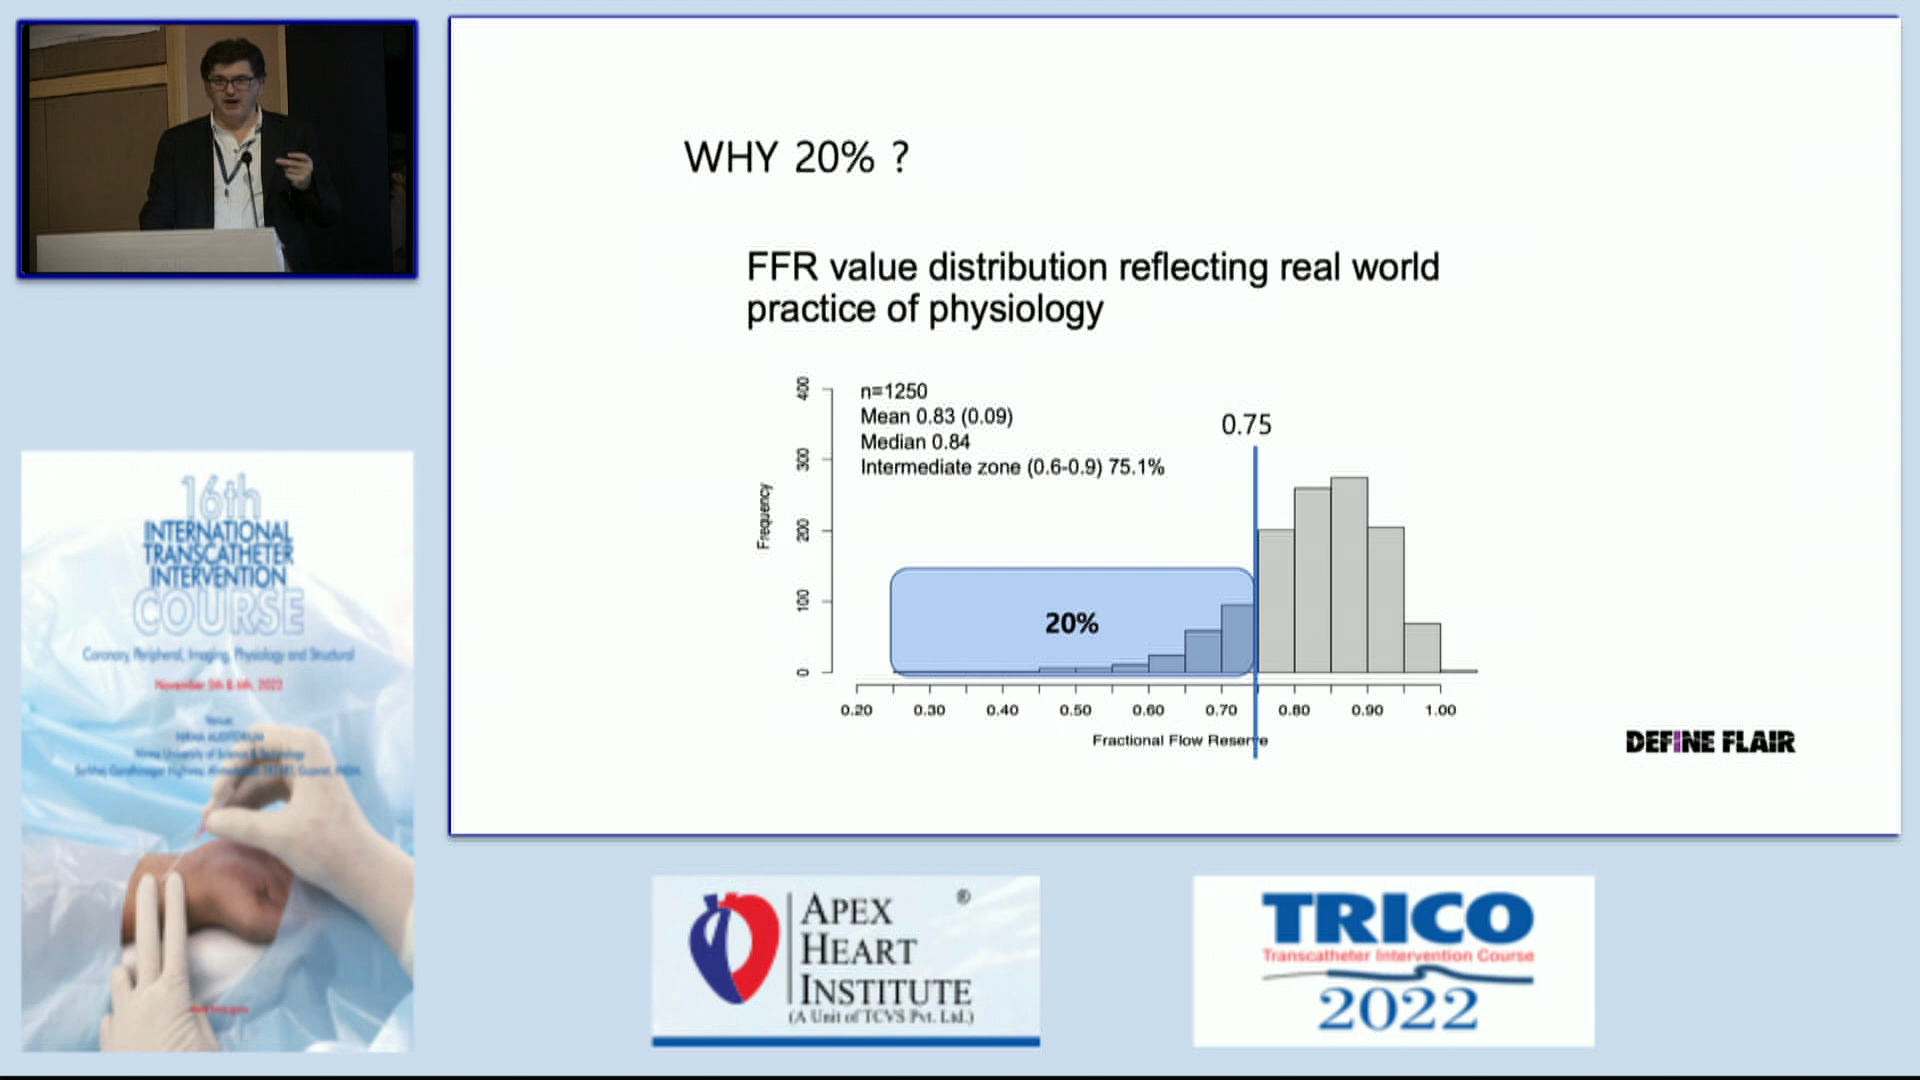 WHY 20% ?
FFR value distribution reflecting real world
practice of physiology
n=1250
Mean 0.83 (0.09)
Median 0.84
Intermediate zone (0.6-0.9) 75.1%
0.75
Frequency
400
300
200
100
0
20%
0.20 0.30 0.40 0.50 0.60 0.70 0.80 0.90 1.00
Fractional Flow Reserve
DEFINE FLAIR
16th
INTERNATIONAL
TRANSCATHETER
INTERVENTION
COURSE
Coronary, Peripheral, Imaging, Physiology and Structural
November 5th & 6th, 2022
Venue
APEX
HEART
INSTITUTE
(A Unit of TCVS Pvt. Ltd.)
®
TRICO
Transcatheter Intervention Course
2022